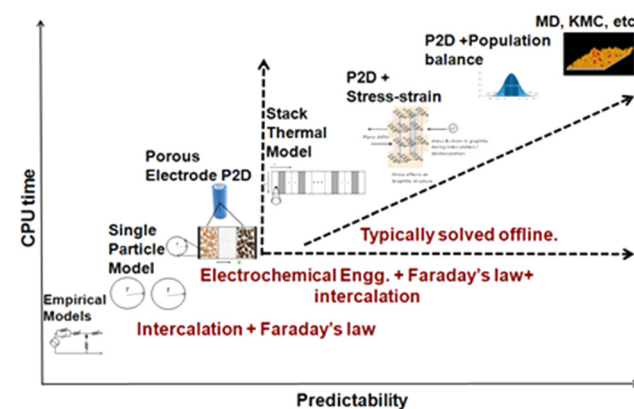 MD, KMC, etc
P2D +Population
balance
P2D +
Stress-strain
Stack
Thermal
Model
Porous
Electrode P2D
Single
Particle
Model
Empirical
Models
Typically solved offline.
Electrochemical Engg. + Faraday's law+
intercalation
Intercalation + Faraday's law
CPU time
Predictability